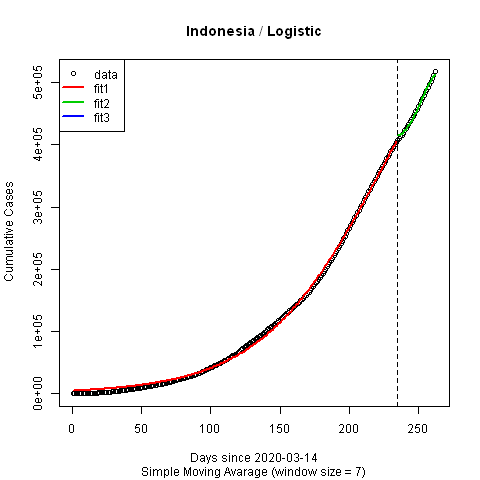 Indonesia / Logistic
data
fit1
fit2
fit3
Cumulative Cases
0e+00
1e+05
2e+05
3e+05
4e+05
5e+05
0 50 100 150 200 250
Days since 2020-03-14
Simple Moving Avarage (window size = 7)